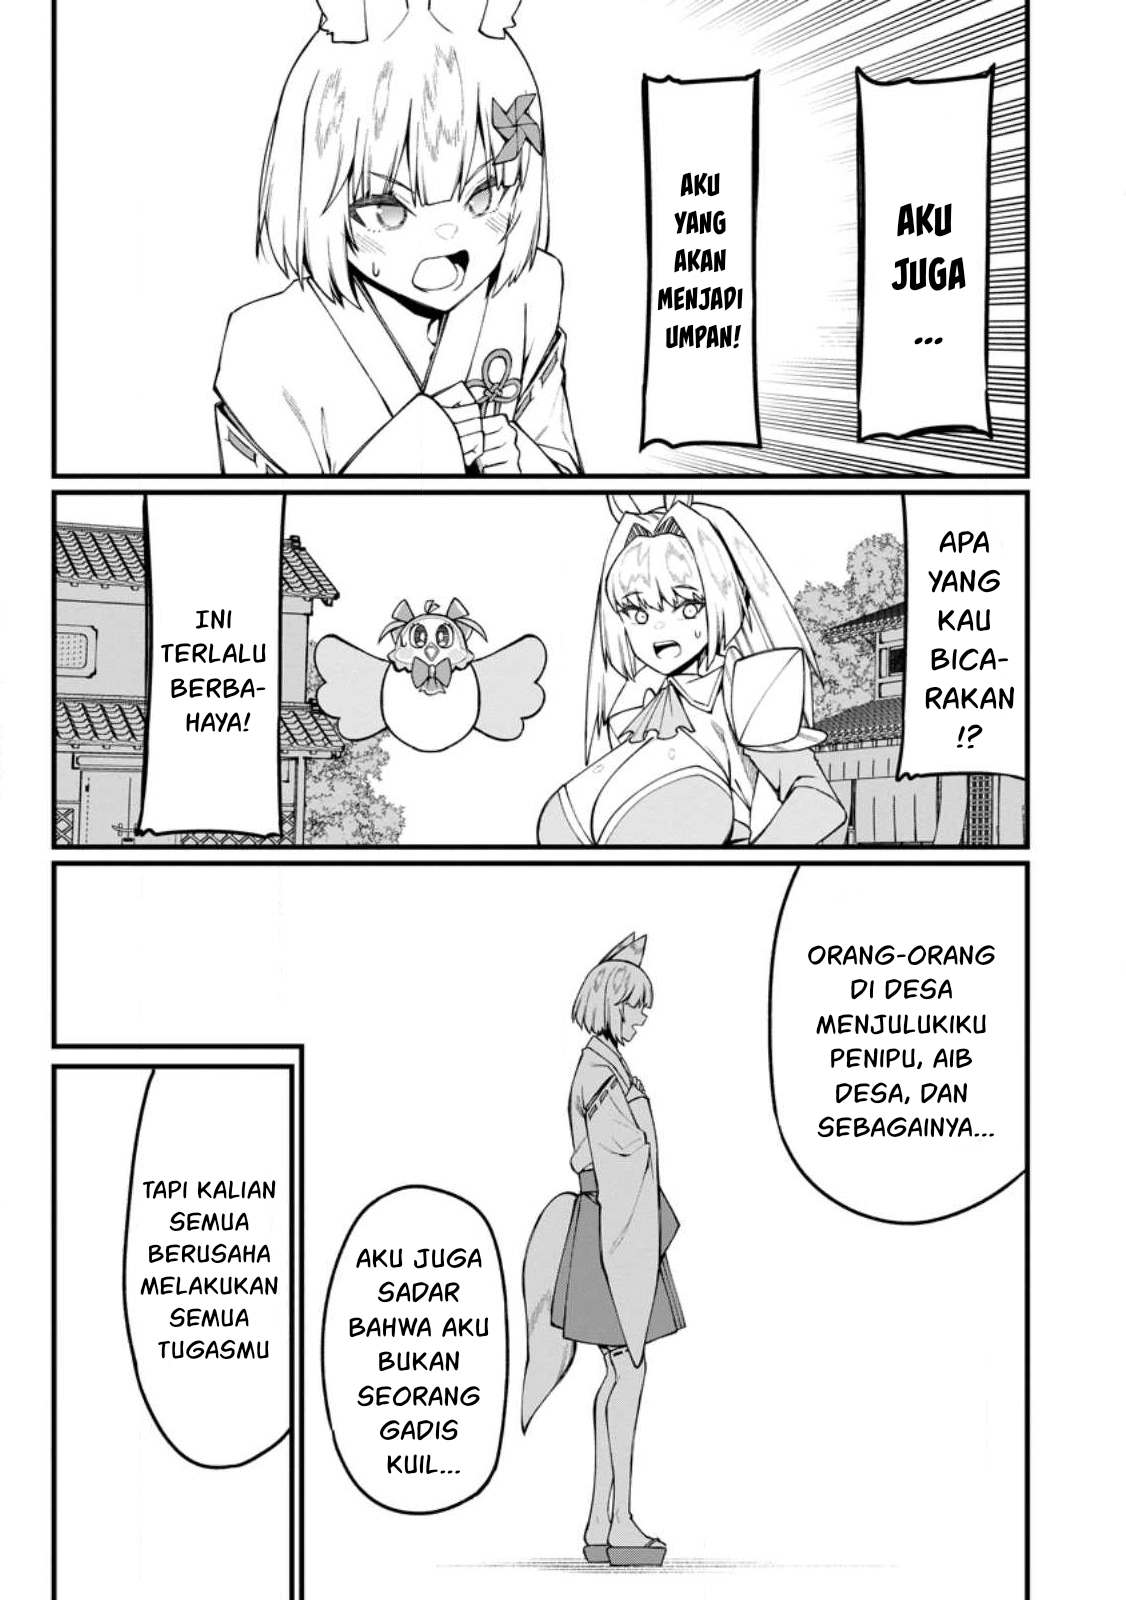 AKU
JUGA
...
AKU
YANG
AKAN
MENJADI
UMPAN!
APA
YANG
KAU
BICA-
RAKAN
!?
INI
TERLALU
BERBA-
HAYA!
ORANG-ORANG
DI DESA
MENJULUKIKU
PENIPU, AIB
DESA, DAN
SEBAGAINYA...
AKU JUGA
SADAR
BAHWA AKU
BUKAN
SEORANG
GADIS
KUIL...
TAPI KALIAN
SEMUA
BERUSAHA
MELAKUKAN
SEMUA
TUGASMU